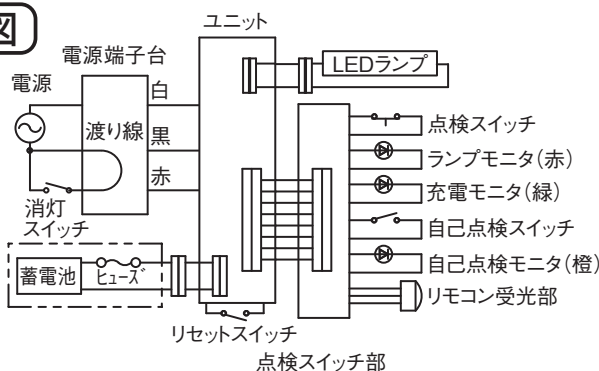 図
ユニット
電源端子台
電源
白
LEDランプ
渡り線
黒
赤
消灯
スイッチ
点検スイッチ
ランプモニタ(赤)
充電モニタ(緑)
自己点検スイッチ
自己点検モニタ(橙)
リモコン受光部
蓄電池
ヒューズ
リセットスイッチ
点検スイッチ部